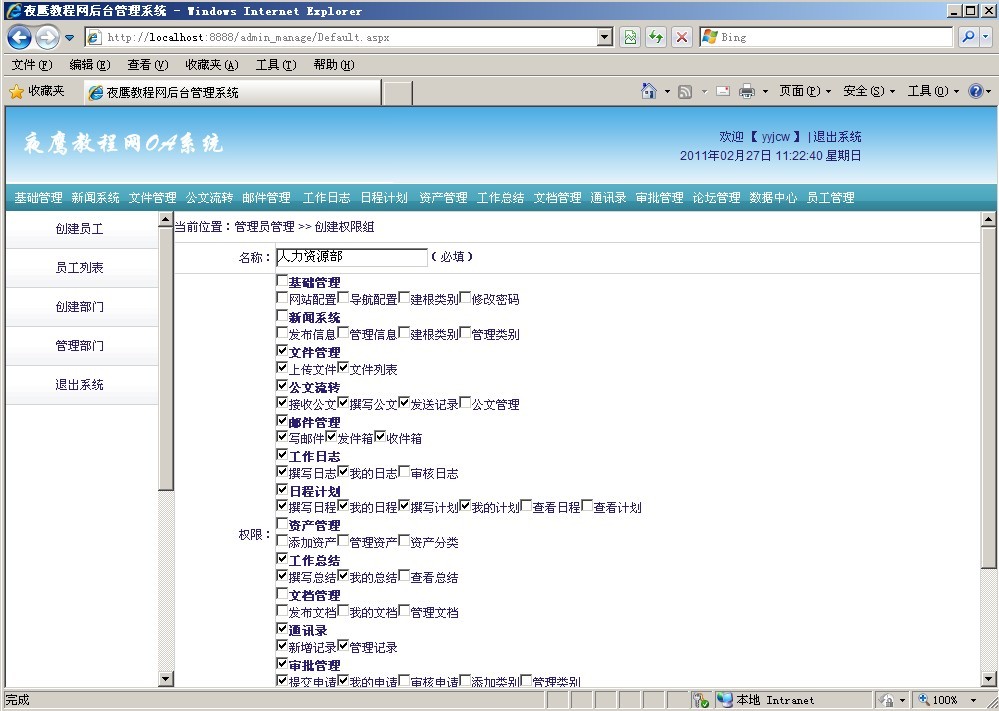 夜鹰教程网后台管理系统 - Windows Internet Explorer
http://localhost:8888/admin_manage/Default.aspx
Bing
文件(F) 编辑(E) 查看(V) 收藏夹(A) 工具(T) 帮助(H)
收藏夹 夜鹰教程网后台管理系统 页面(P) 安全(S) 工具(O)
夜鹰教程网OA系统
欢迎【 yyjcw 】 | 退出系统
2011年02月27日 11:22:40 星期日
基础管理 新闻系统 文件管理 公文流转 邮件管理 工作日志 日程计划 资产管理 工作总结 文档管理 通讯录 审批管理 论坛管理 数据中心 员工管理
创建员工
员工列表
创建部门
管理部门
退出系统
当前位置：管理员管理 >> 创建权限组
名称：人力资源部（必填）
权限：
基础管理
网站配置 导航配置 建根类别 修改密码
新闻系统
发布信息 管理信息 建根类别 管理类别
文件管理
上传文件 文件列表
公文流转
接收公文 撰写公文 发送记录 公文管理
邮件管理
写邮件 发件箱 收件箱
工作日志
撰写日志 我的日志 审核日志
日程计划
撰写日程 我的日程 撰写计划 我的计划 查看日程 查看计划
资产管理
添加资产 管理资产 资产分类
工作总结
撰写总结 我的总结 查看总结
文档管理
发布文档 我的文档 管理文档
通讯录
新增记录 管理记录
审批管理
提交申请 我的申请 审核申请 添加类别 管理类别
完成 本地 Intranet 100%